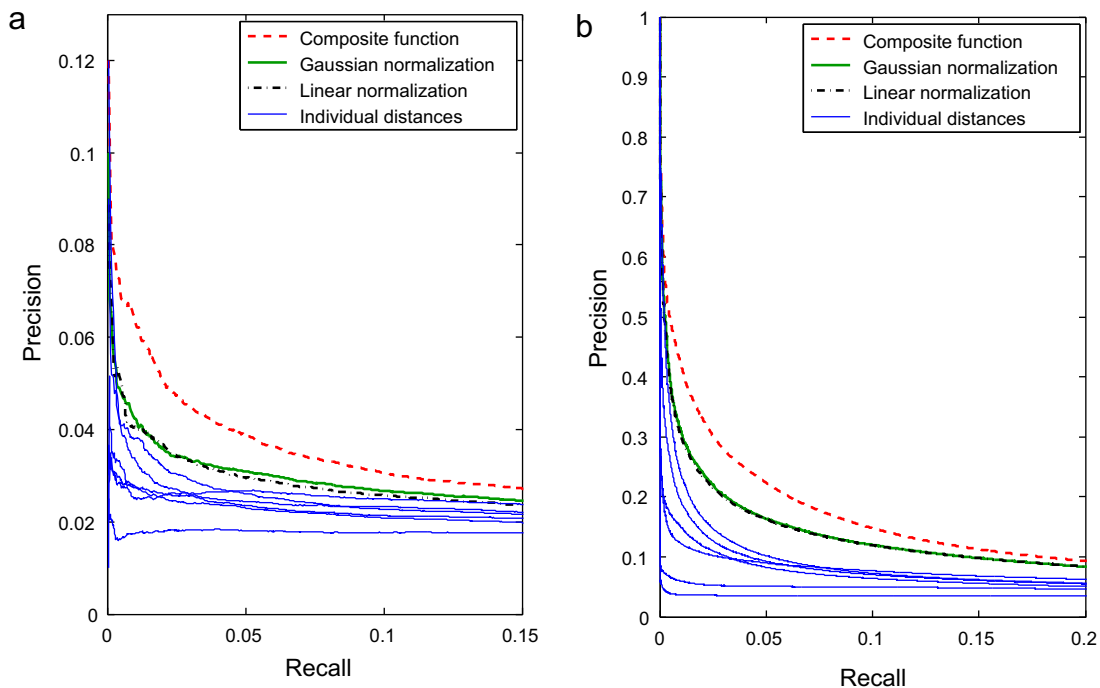 a
Composite function
Gaussian normalization
Linear normalization
Individual distances
0.12
0.1
0.08
0.06
0.04
0.02
0
Precision
0
0.05
0.1
0.15
Recall
b
Composite function
Gaussian normalization
Linear normalization
Individual distances
1
0.9
0.8
0.7
0.6
0.5
0.4
0.3
0.2
0.1
0
Precision
0
0.05
0.1
0.15
0.2
Recall